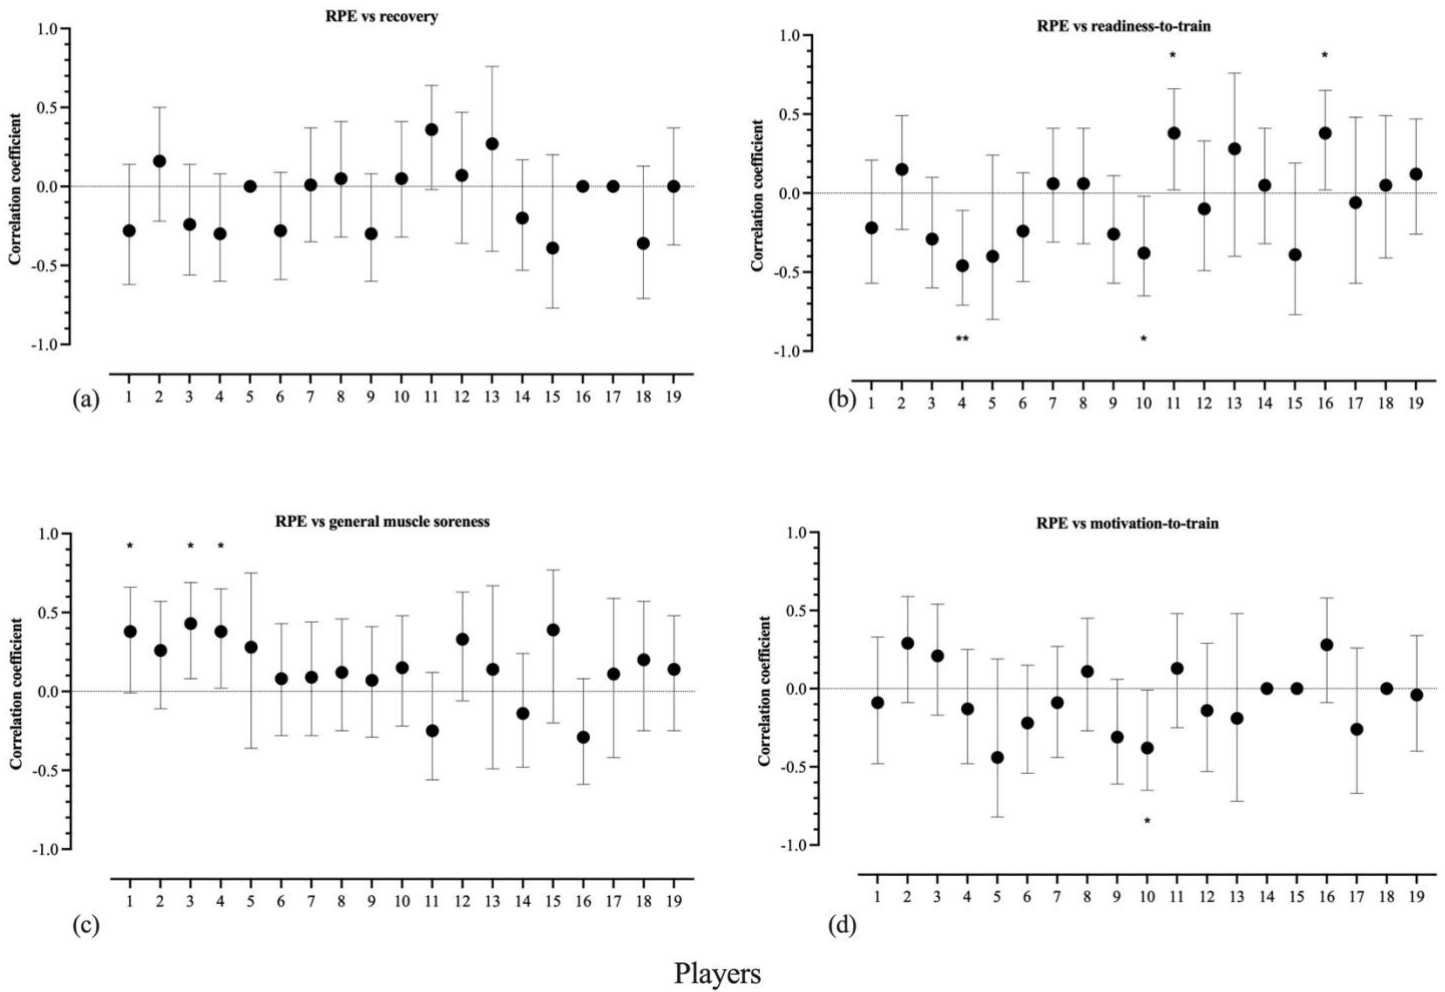 RPE vs recovery
1.0
0.5
0.0
-0.5
-1.0
Correlation coefficient
1 2 3 4 5 6 7 8 9 10 11 12 13 14 15 16 17 18 19
(a)
RPE vs readiness-to-train
1.0
0.5
0.0
-0.5
-1.0
Correlation coefficient
* *
** *
1 2 3 4 5 6 7 8 9 10 11 12 13 14 15 16 17 18 19
(b)
RPE vs general muscle soreness
1.0
0.5
0.0
-0.5
-1.0
Correlation coefficient
* * *
1 2 3 4 5 6 7 8 9 10 11 12 13 14 15 16 17 18 19
(c)
RPE vs motivation-to-train
1.0
0.5
0.0
-0.5
-1.0
Correlation coefficient
*
1 2 3 4 5 6 7 8 9 10 11 12 13 14 15 16 17 18 19
(d)
Players